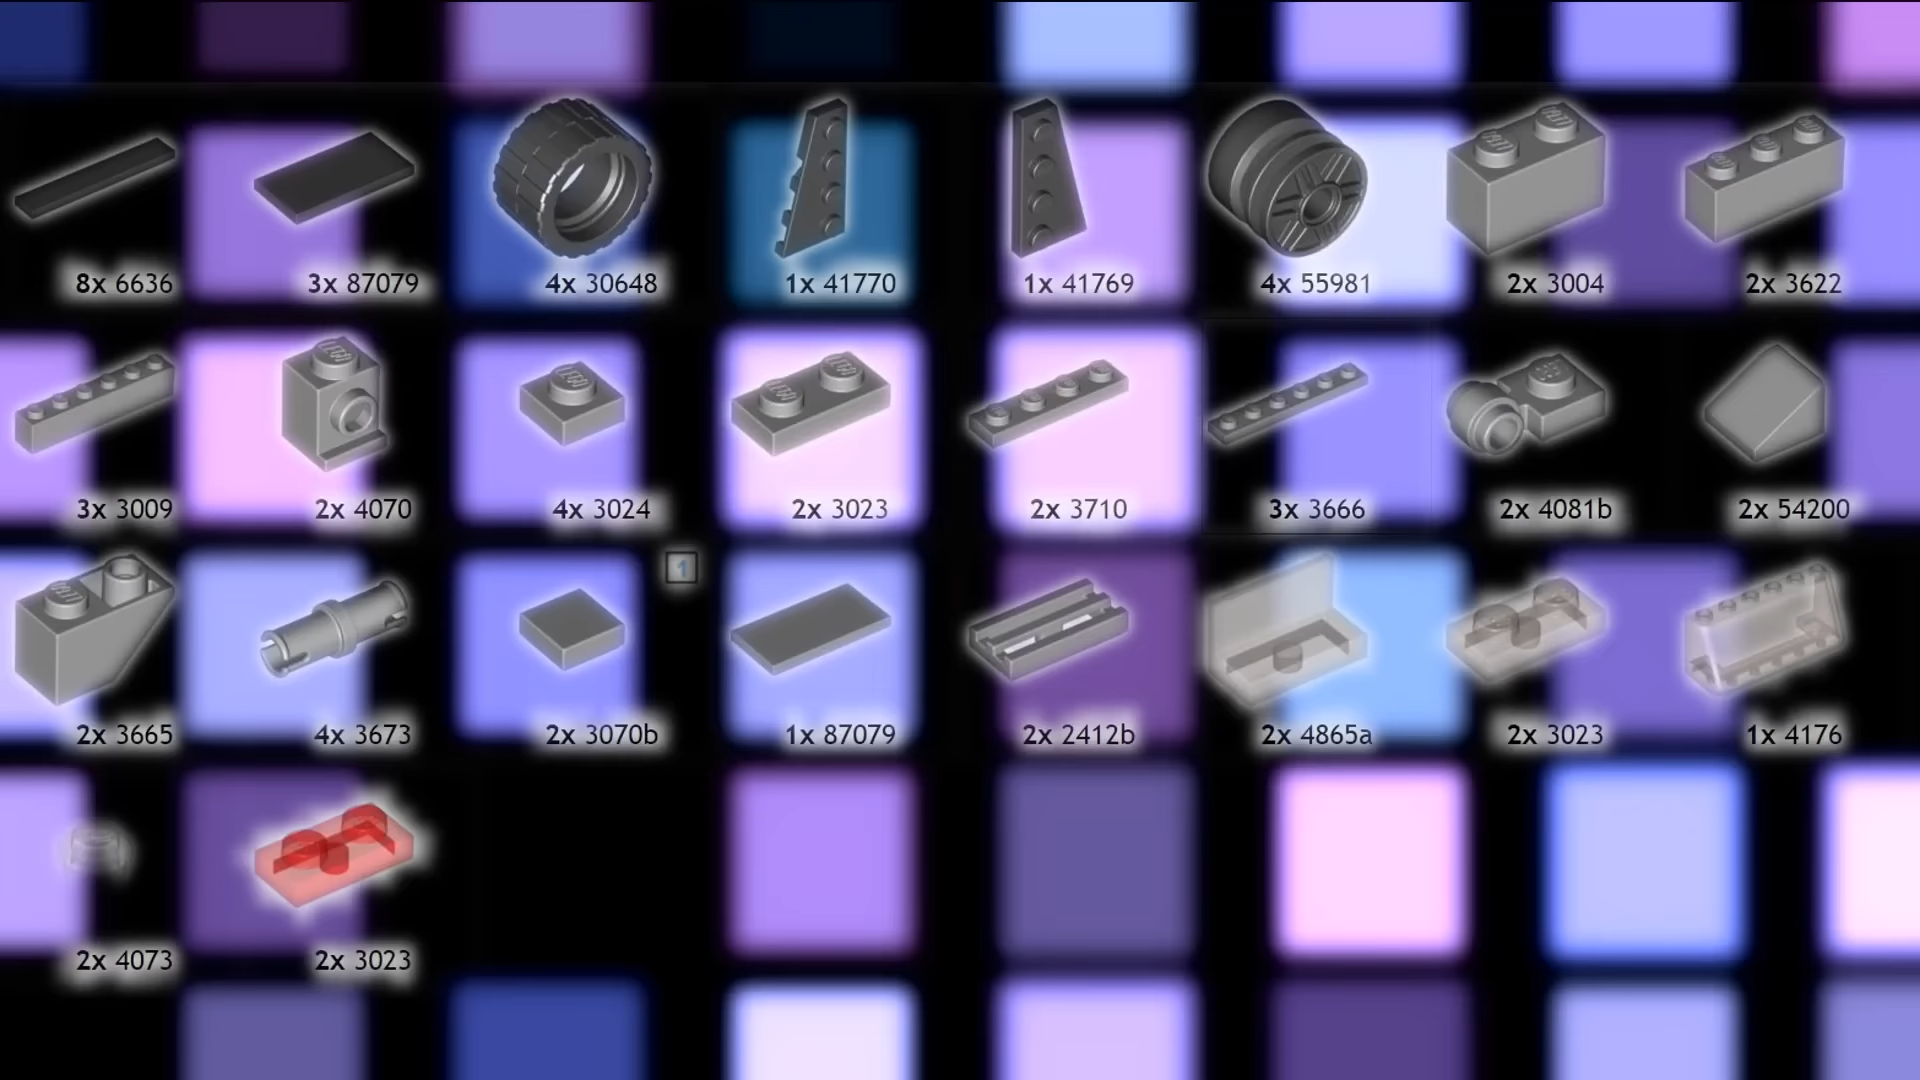 8x 6636 3x 87079 4x 30648 1x 41770 1x 41769 4x 55981 2x 3004 2x 3622
3x 3009 2x 4070 4x 3024 2x 3023 2x 3710 3x 3666 2x 4081b 2x 54200
1
2x 3665 4x 3673 2x 3070b 1x 87079 2x 2412b 2x 4865a 2x 3023 1x 4176
2x 4073 2x 3023